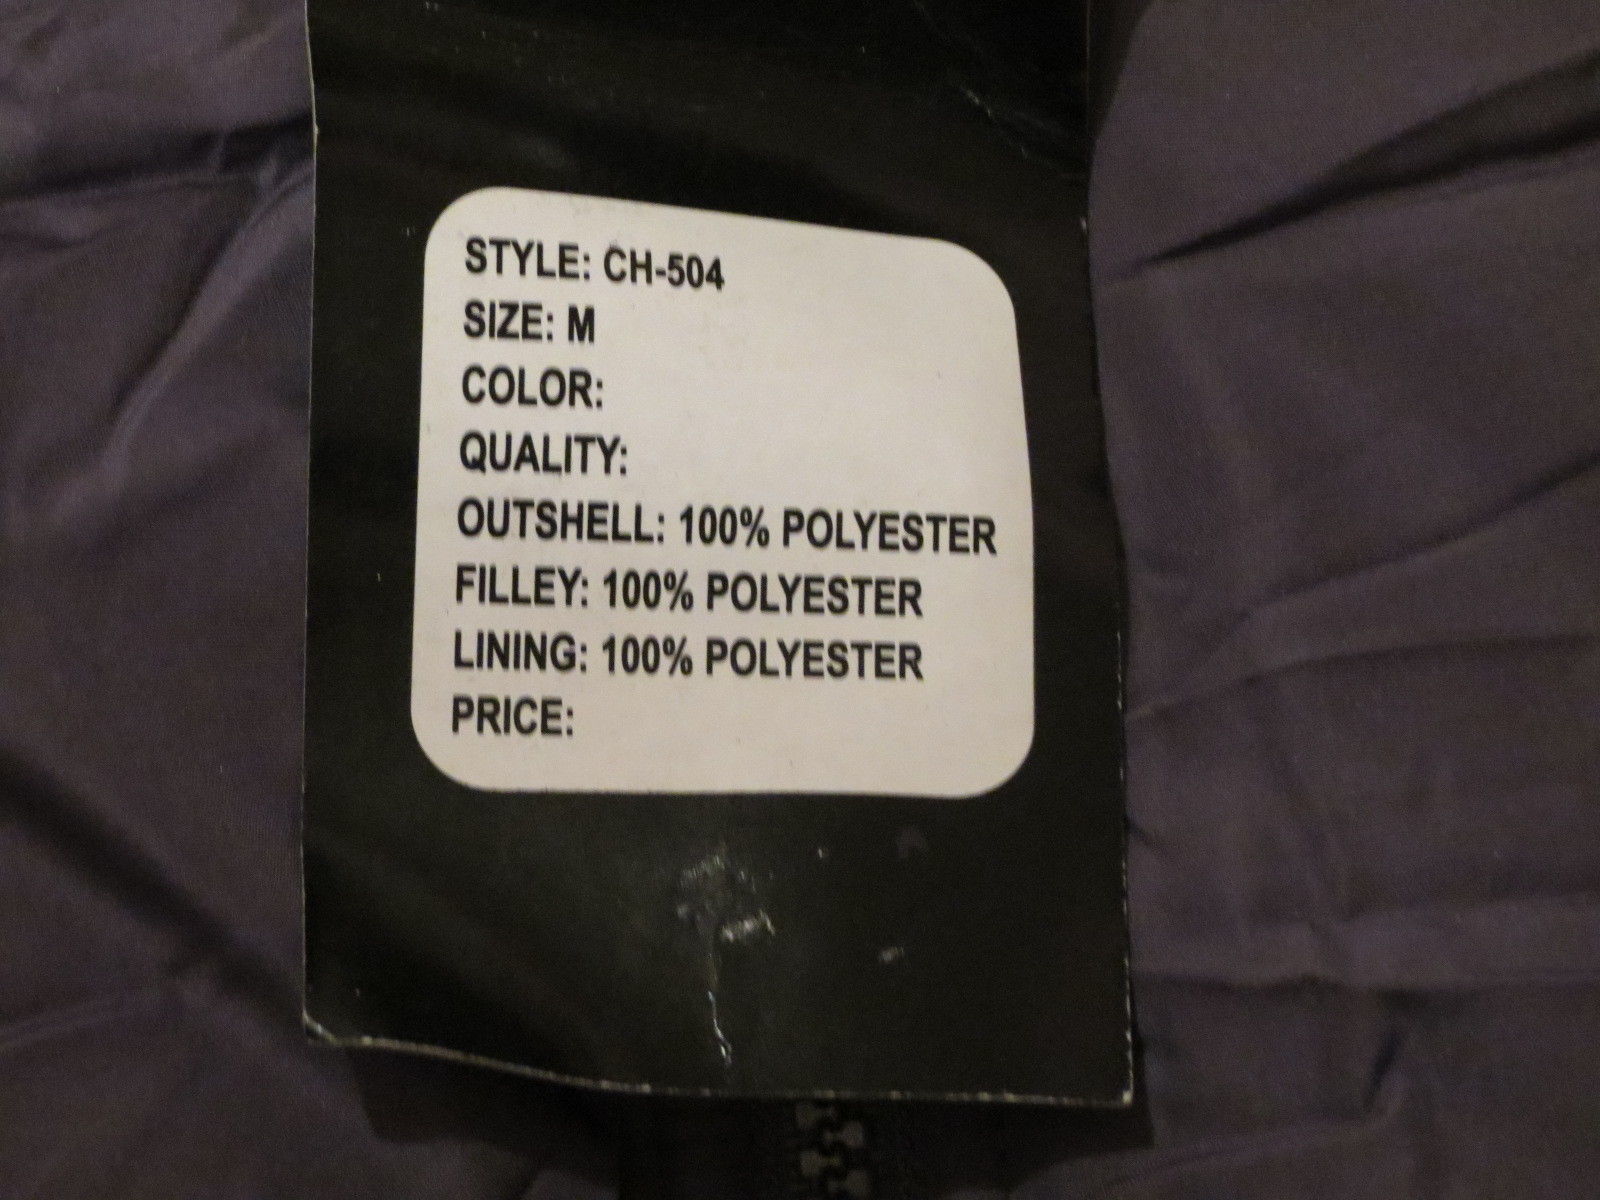 STYLE: CH-504
SIZE: M
COLOR:
QUALITY:
OUTSHELL: 100% POLYESTER
FILLEY: 100% POLYESTER
LINING: 100% POLYESTER
PRICE: